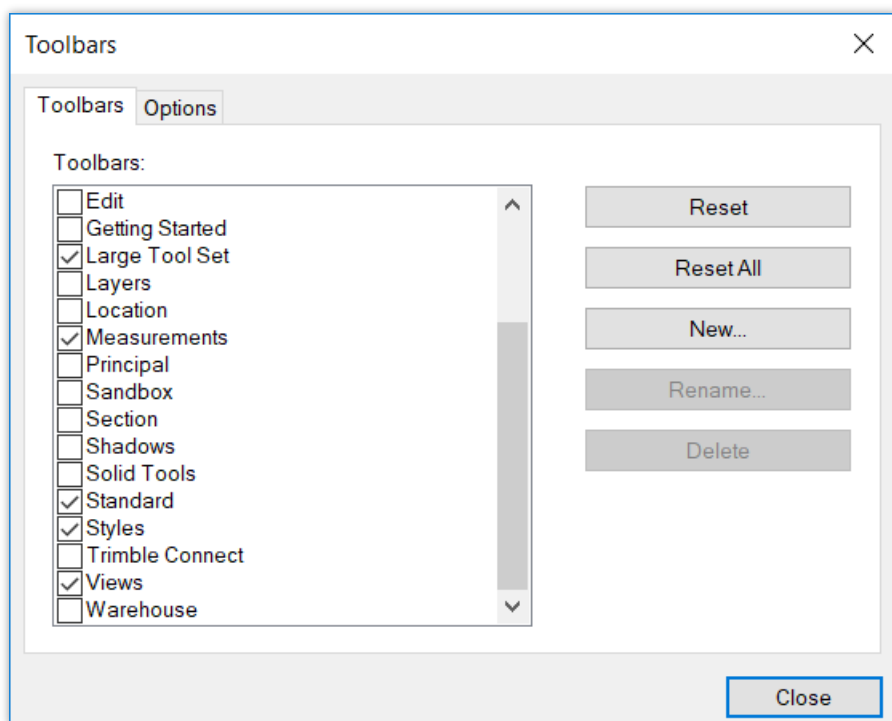 Toolbars
Toolbars Options
Toolbars:
Edit
Getting Started
Large Tool Set
Layers
Location
Measurements
Principal
Sandbox
Section
Shadows
Solid Tools
Standard
Styles
Trimble Connect
Views
Warehouse
Reset
Reset All
New...
Rename...
Delete
Close